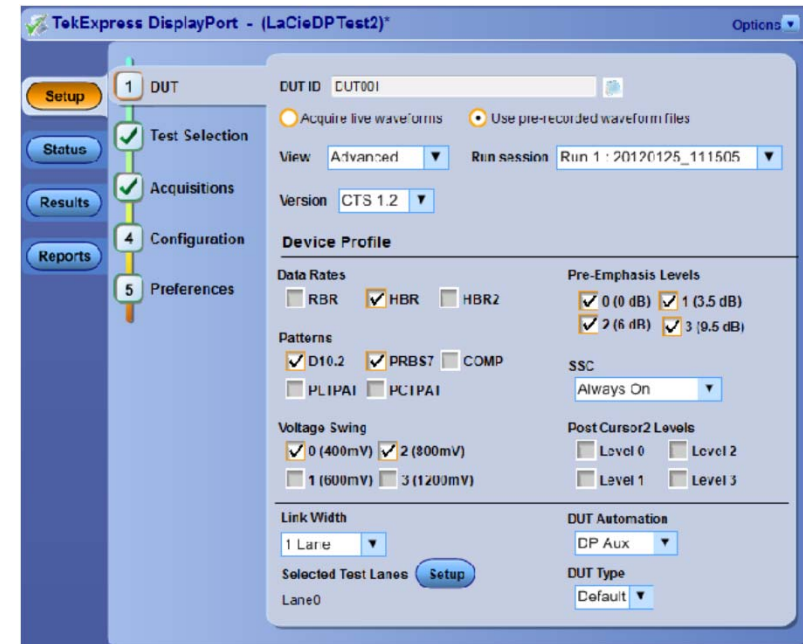 TekExpress DisplayPort - (LaCieDPTest2)*
Options
Setup
Status
Results
Reports
1 DUT
Test Selection
Acquisitions
4 Configuration
5 Preferences
DUT ID DUT001
Acquire live waveforms Use pre-recorded waveform files
View Advanced Run session Run 1 : 20120125_111505
Version CTS 1.2
Device Profile
Data Rates
RBR HBR HBR2
Patterns
D10.2 PRBS7 COMP
PLTPAT PCTPAT
Voltage Swing
0 (400mV) 2 (800mV)
1 (600mV) 3 (1200mV)
Pre-Emphasis Levels
0 (0 dB) 1 (3.5 dB)
2 (6 dB) 3 (9.5 dB)
SSC
Always On
Post Cursor2 Levels
Level 0 Level 2
Level 1 Level 3
Link Width
1 Lane
Selected Test Lanes Setup
Lane0
DUT Automation
DP Aux
DUT Type
Default